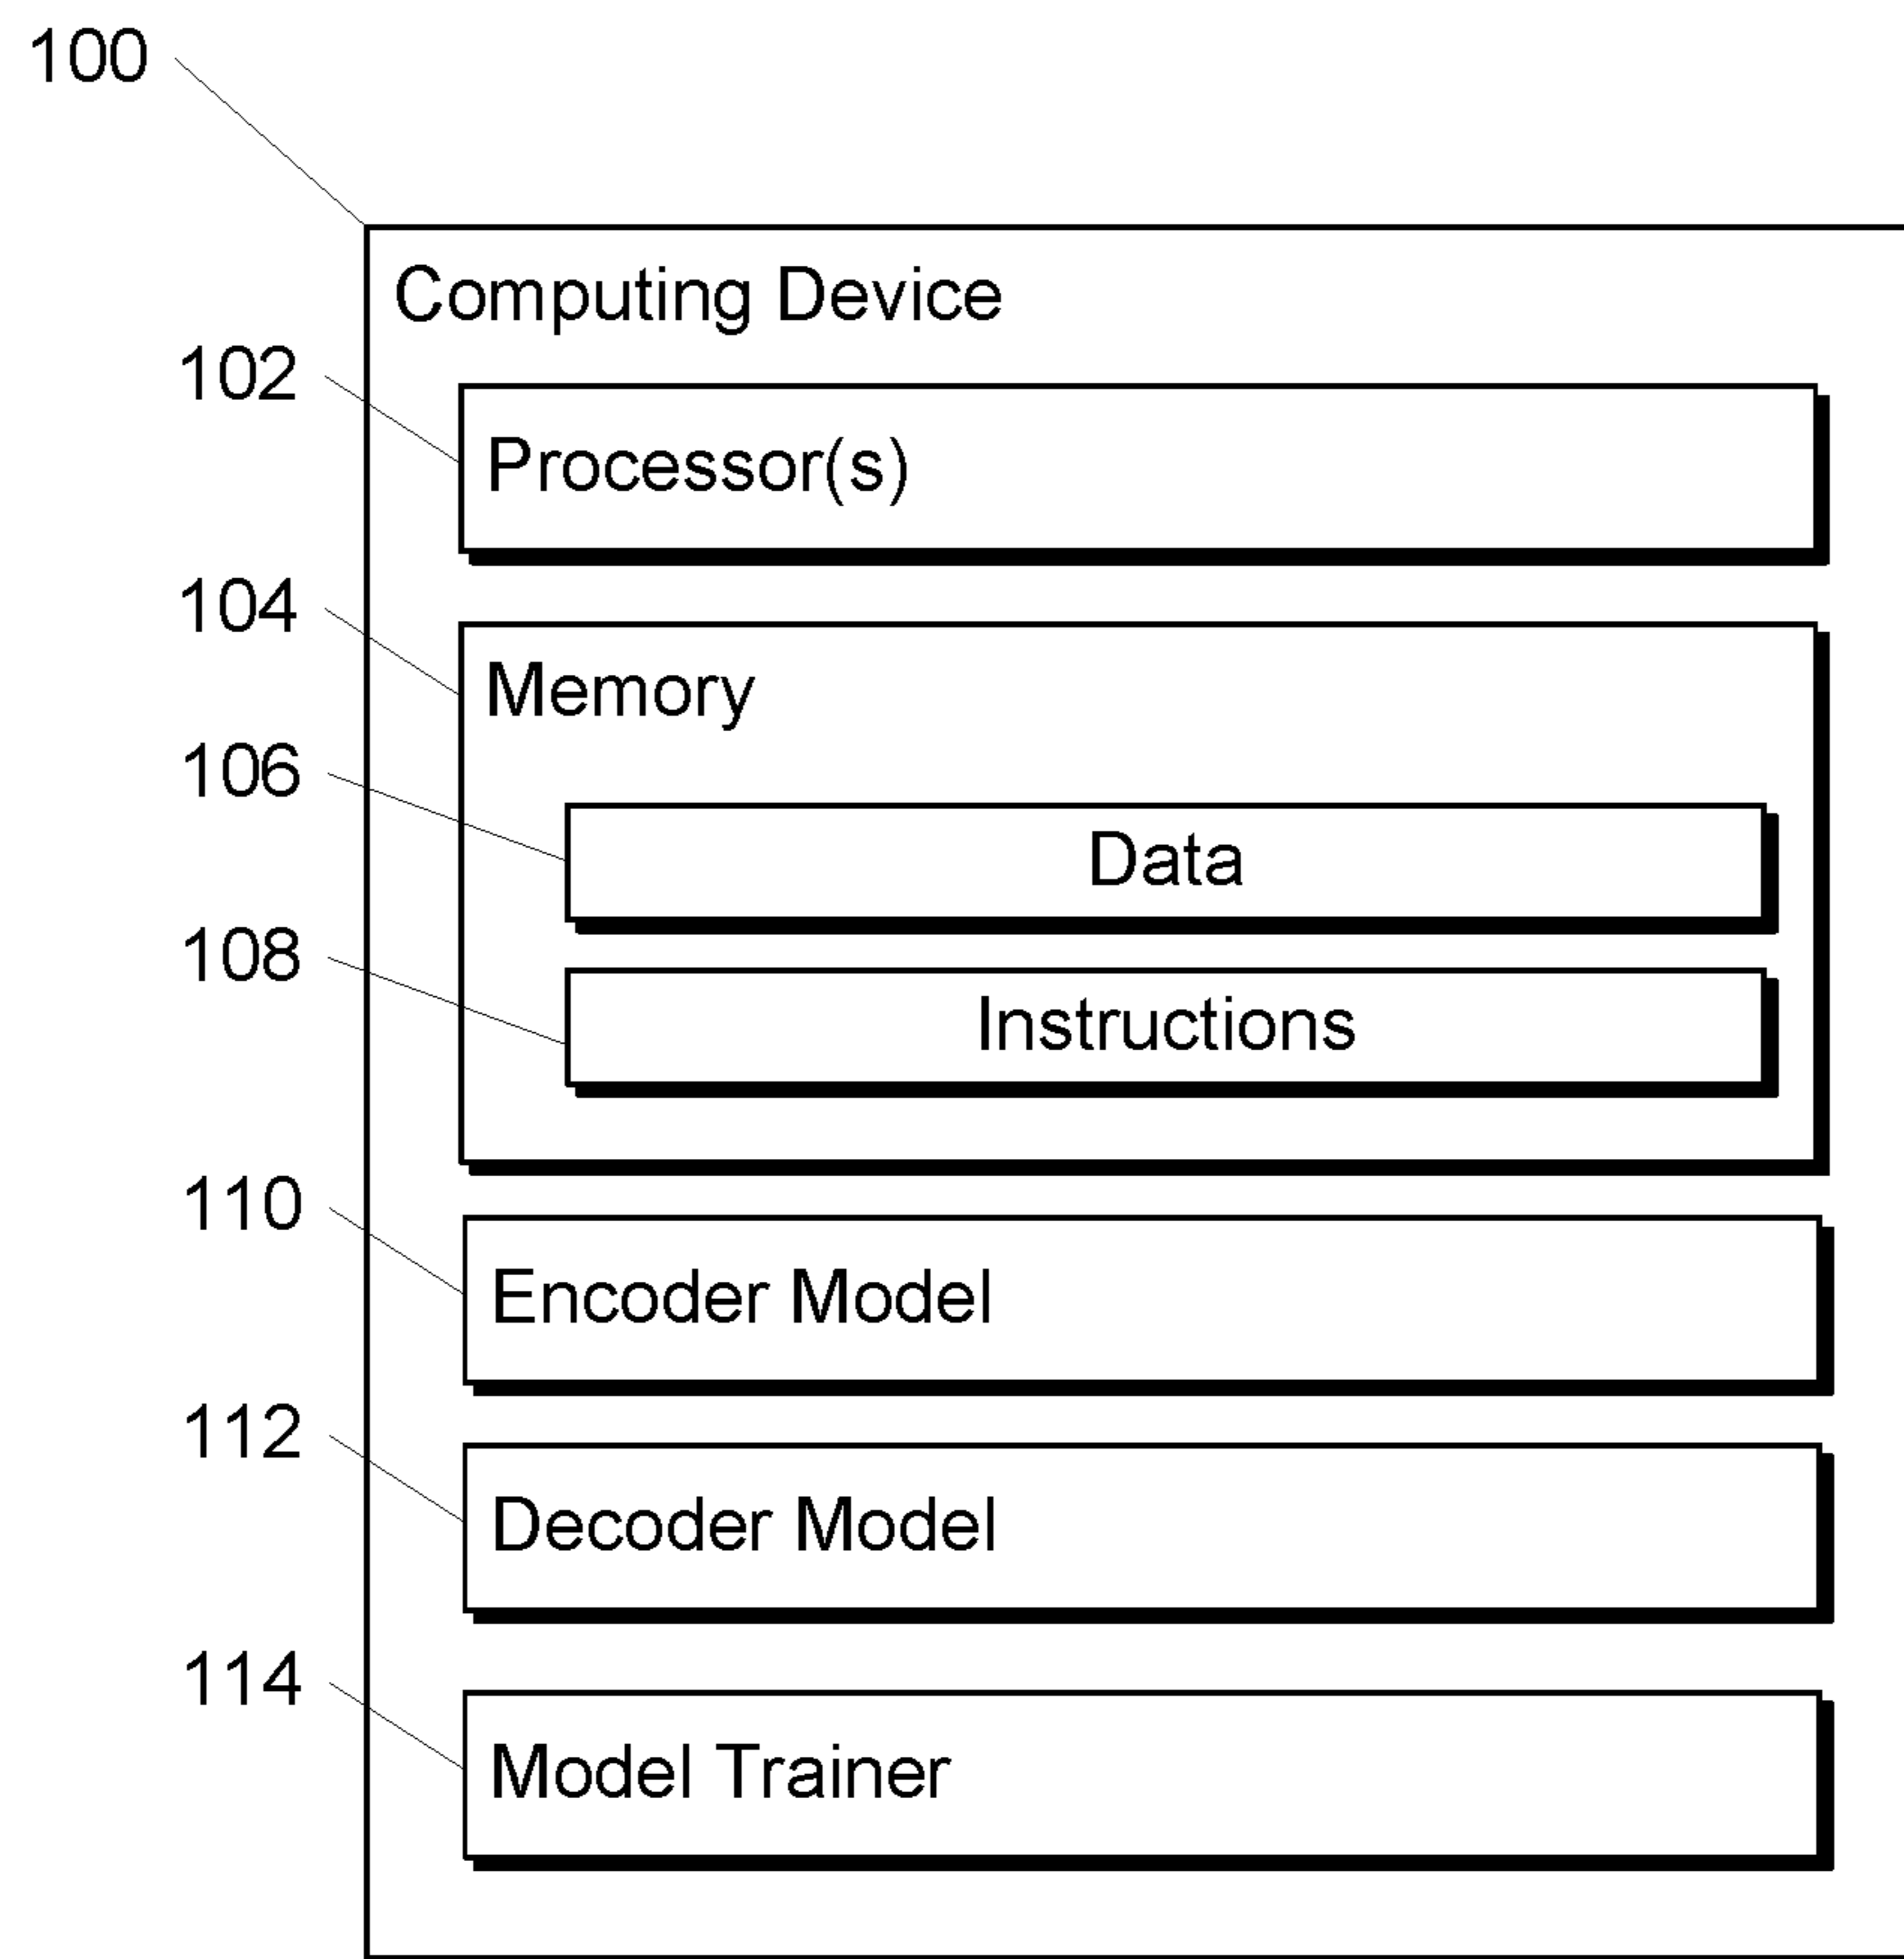 100
Computing Device
102
Processor(s)
104
Memory
106
Data
108
Instructions
110
Encoder Model
112
Decoder Model
114
Model Trainer